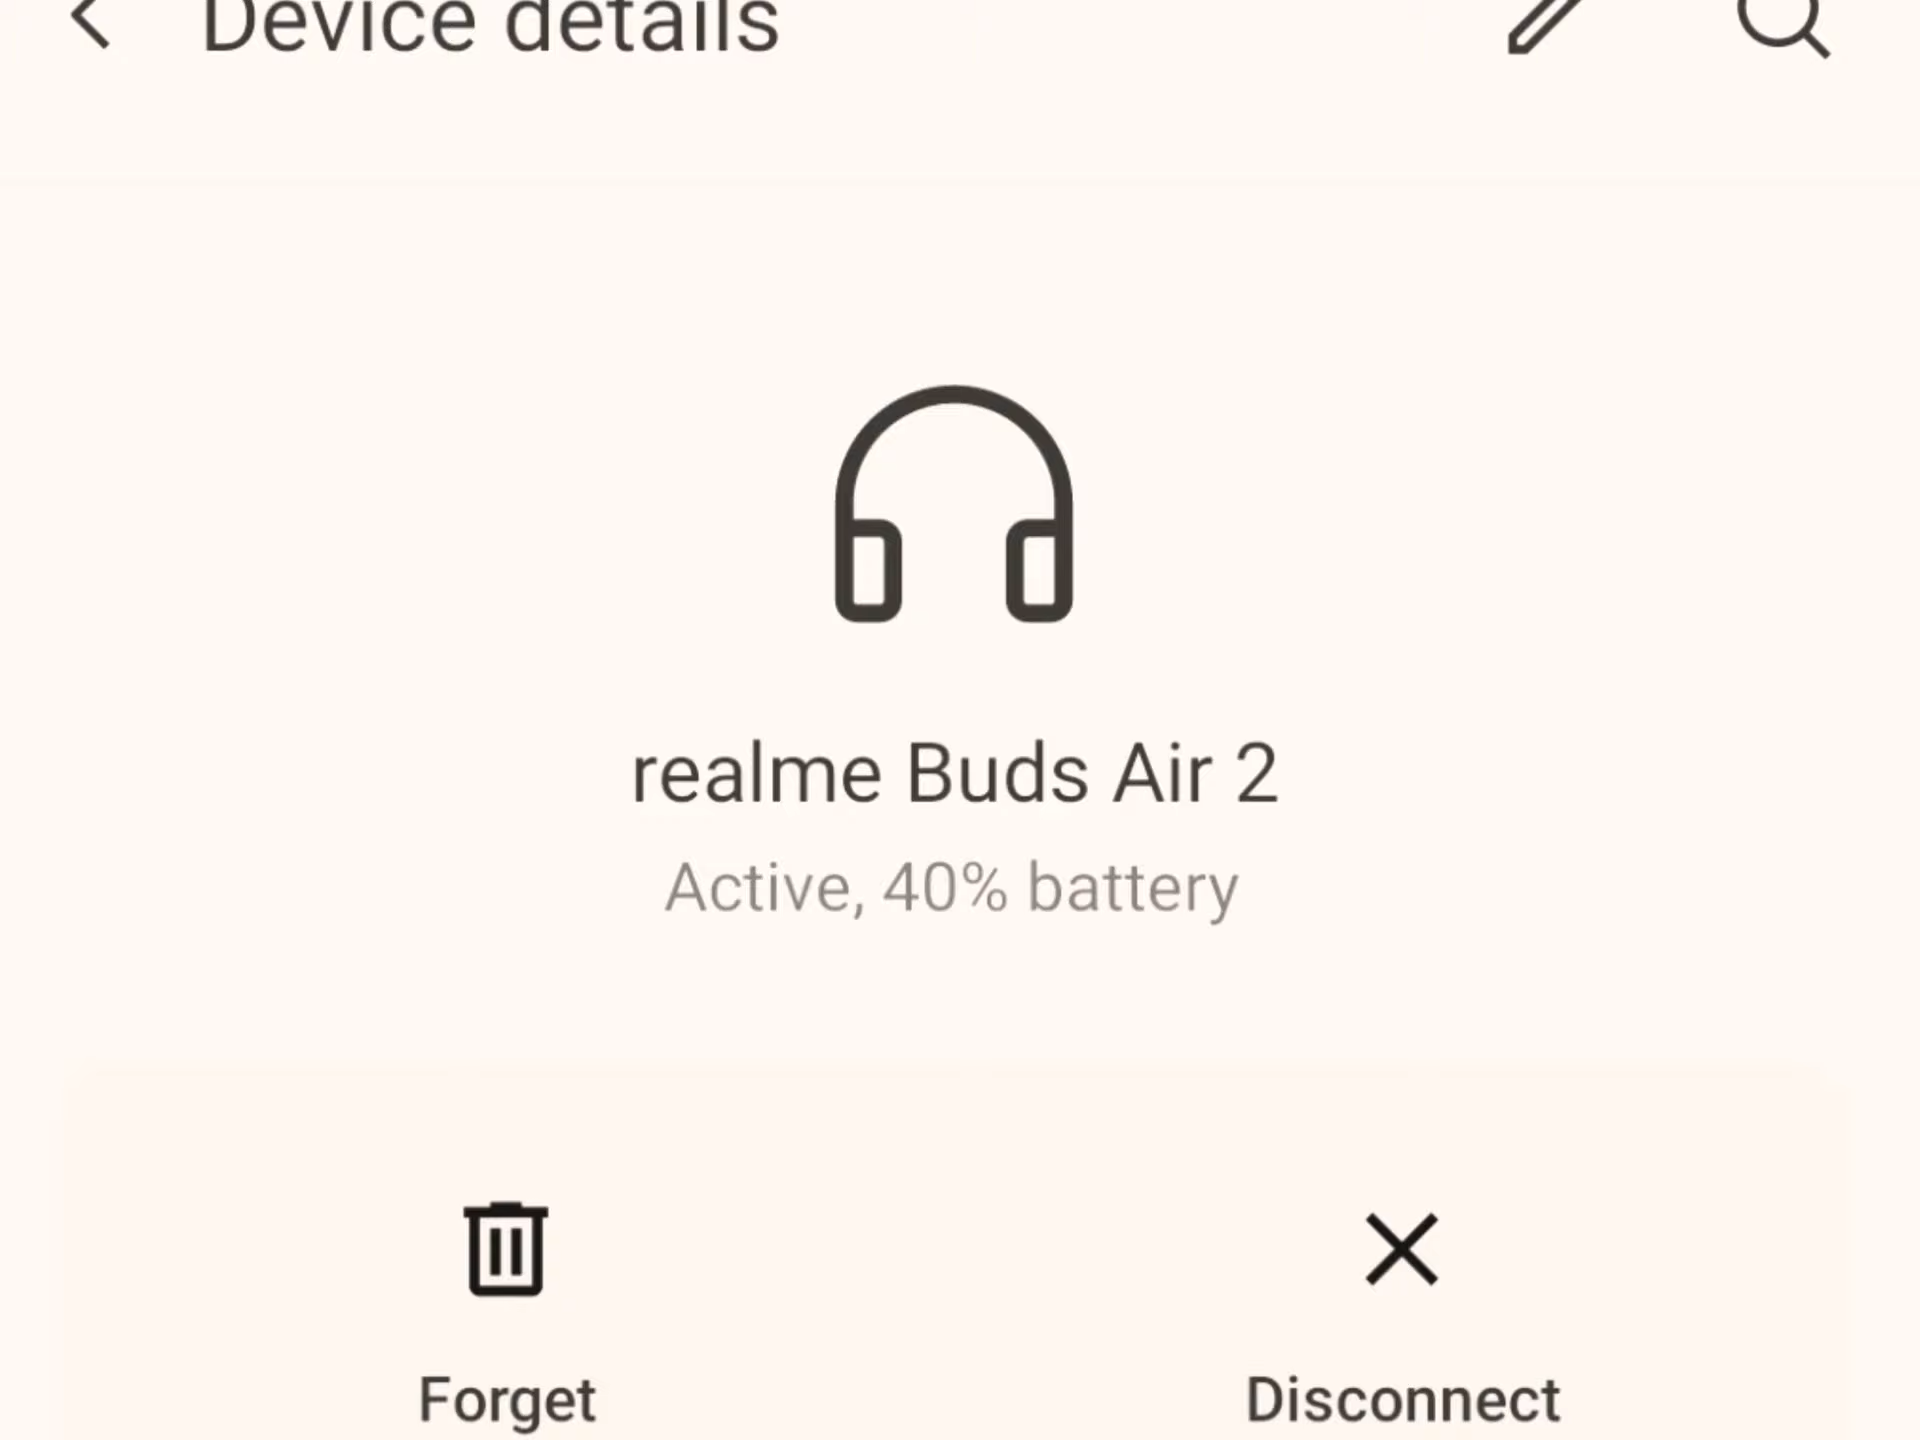 Device details
realme Buds Air 2
Active, 40% battery
Forget
Disconnect